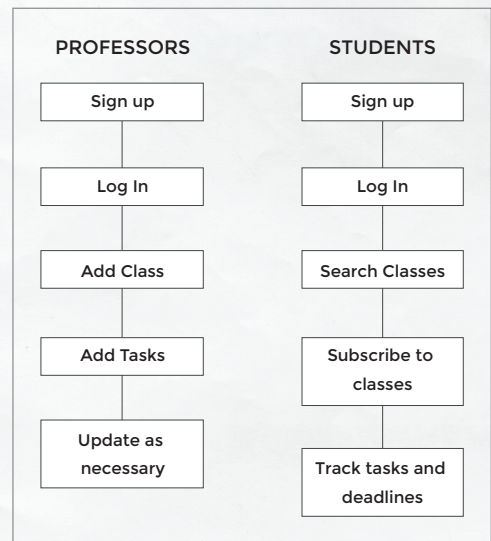 PROFESSORS
Sign up
Log In
Add Class
Add Tasks
Update as
necessary
STUDENTS
Sign up
Log In
Search Classes
Subscribe to
classes
Track tasks and
deadlines